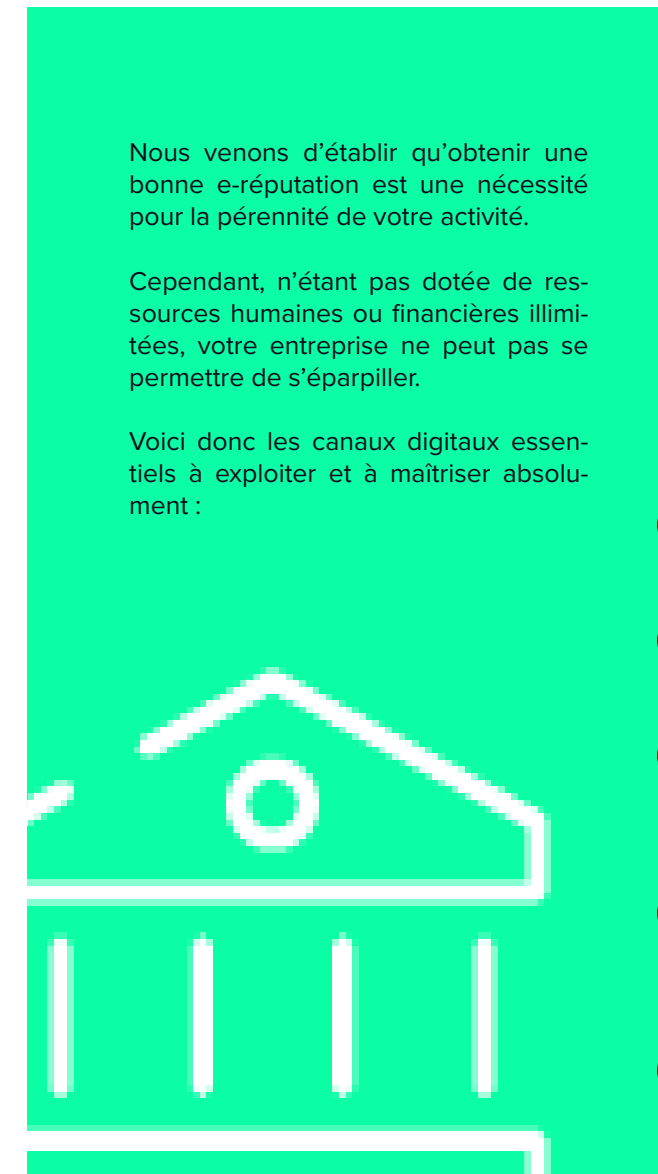 Nous venons d’établir qu’obtenir une
bonne e-réputation est une nécessité
pour la pérennité de votre activité.
Cependant, n’étant pas dotée de res-
sources humaines ou financières illimi-
tées, votre entreprise ne peut pas se
permettre de s’éparpiller.
Voici donc les canaux digitaux essen-
tiels à exploiter et à maîtriser absolu-
ment :